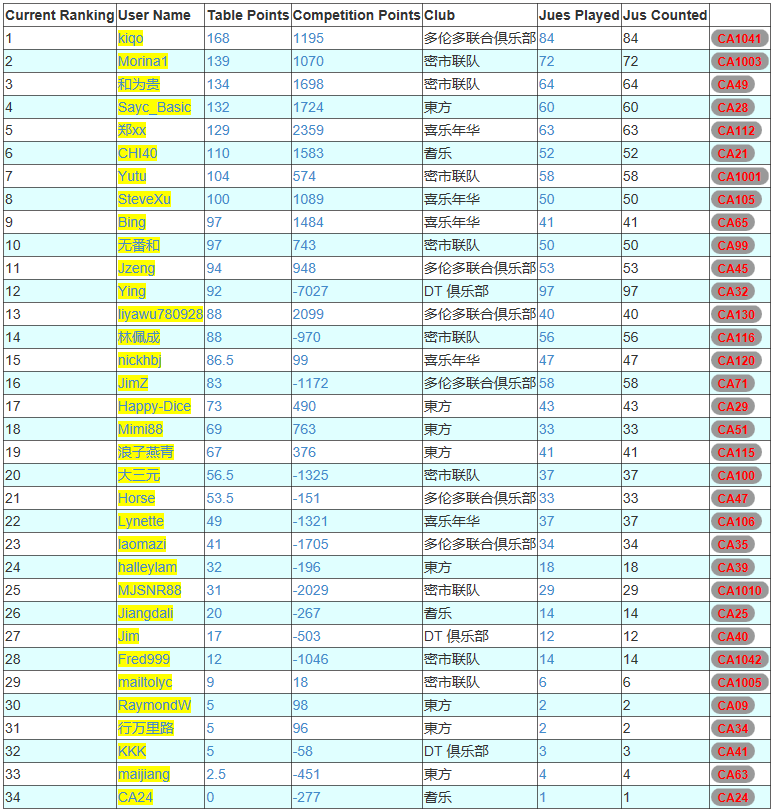 Current Ranking User Name Table Points Competition Points Club Jues Played Jus Counted
1 kiqo 168 1195 多伦多联合俱乐部 84 84 CA1041
2 Morina1 139 1070 密市联队 72 72 CA1003
3 和为贵 134 1698 密市联队 64 64 CA49
4 Sayc_Basic 132 1724 東方 60 60 CA28
5 郑xx 129 2359 喜乐年华 63 63 CA112
6 CHI40 110 1583 耆乐 52 52 CA21
7 Yutu 104 574 密市联队 58 58 CA1001
8 SteveXu 100 1089 喜乐年华 50 50 CA105
9 Bing 97 1484 喜乐年华 41 41 CA65
10 无番和 97 743 密市联队 50 50 CA99
11 Jzeng 94 948 多伦多联合俱乐部 53 53 CA45
12 Ying 92 -7027 DT 俱乐部 97 97 CA32
13 liyawu780928 88 2099 多伦多联合俱乐部 40 40 CA130
14 林佩成 88 -970 密市联队 56 56 CA116
15 nickhbj 86.5 99 喜乐年华 47 47 CA120
16 JimZ 83 -1172 多伦多联合俱乐部 58 58 CA71
17 Happy-Dice 73 490 東方 43 43 CA29
18 Mimi88 69 763 東方 33 33 CA51
19 浪子燕青 67 376 東方 41 41 CA115
20 大三元 56.5 -1325 密市联队 37 37 CA100
21 Horse 53.5 -151 多伦多联合俱乐部 33 33 CA47
22 Lynette 49 -1321 喜乐年华 37 37 CA106
23 laomazi 41 -1705 多伦多联合俱乐部 34 34 CA35
24 halleylam 32 -196 東方 18 18 CA39
25 MJSNR88 31 -2029 密市联队 29 29 CA1010
26 Jiangdali 20 -267 耆乐 14 14 CA25
27 Jim 17 -503 DT 俱乐部 12 12 CA40
28 Fred999 12 -1046 密市联队 14 14 CA1042
29 mailtolyc 9 18 密市联队 6 6 CA1005
30 RaymondW 5 98 東方 2 2 CA09
31 行万里路 5 96 東方 2 2 CA34
32 KKK 5 -58 DT 俱乐部 3 3 CA41
33 maijiang 2.5 -451 東方 4 4 CA63
34 CA24 0 -277 耆乐 1 1 CA24